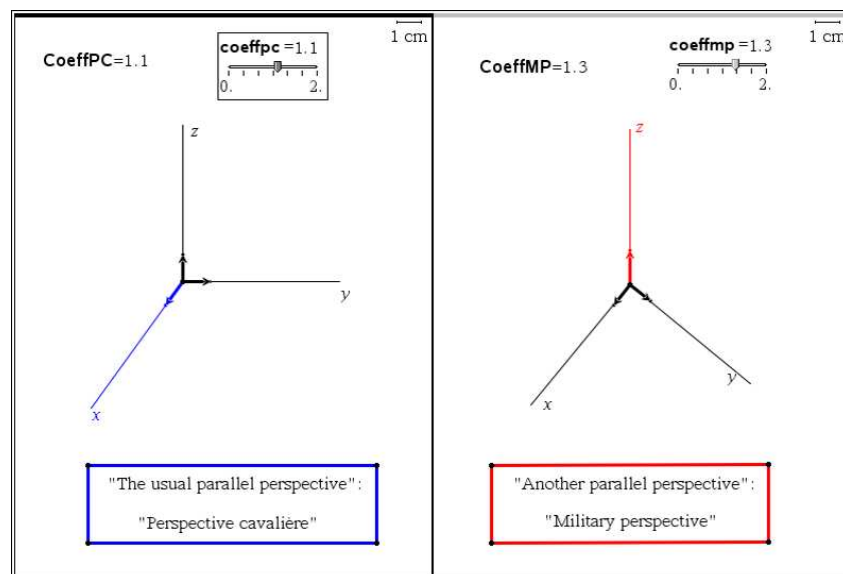 1 cm
coeffpc =1.1
CoeffPC=1.1
0. 2.
z
y
x
"The usual parallel perspective":
"Perspective cavalière"
1 cm
coeffmp =1.3
CoeffMP=1.3
0. 2.
z
y
x
"Another parallel perspective":
"Military perspective"